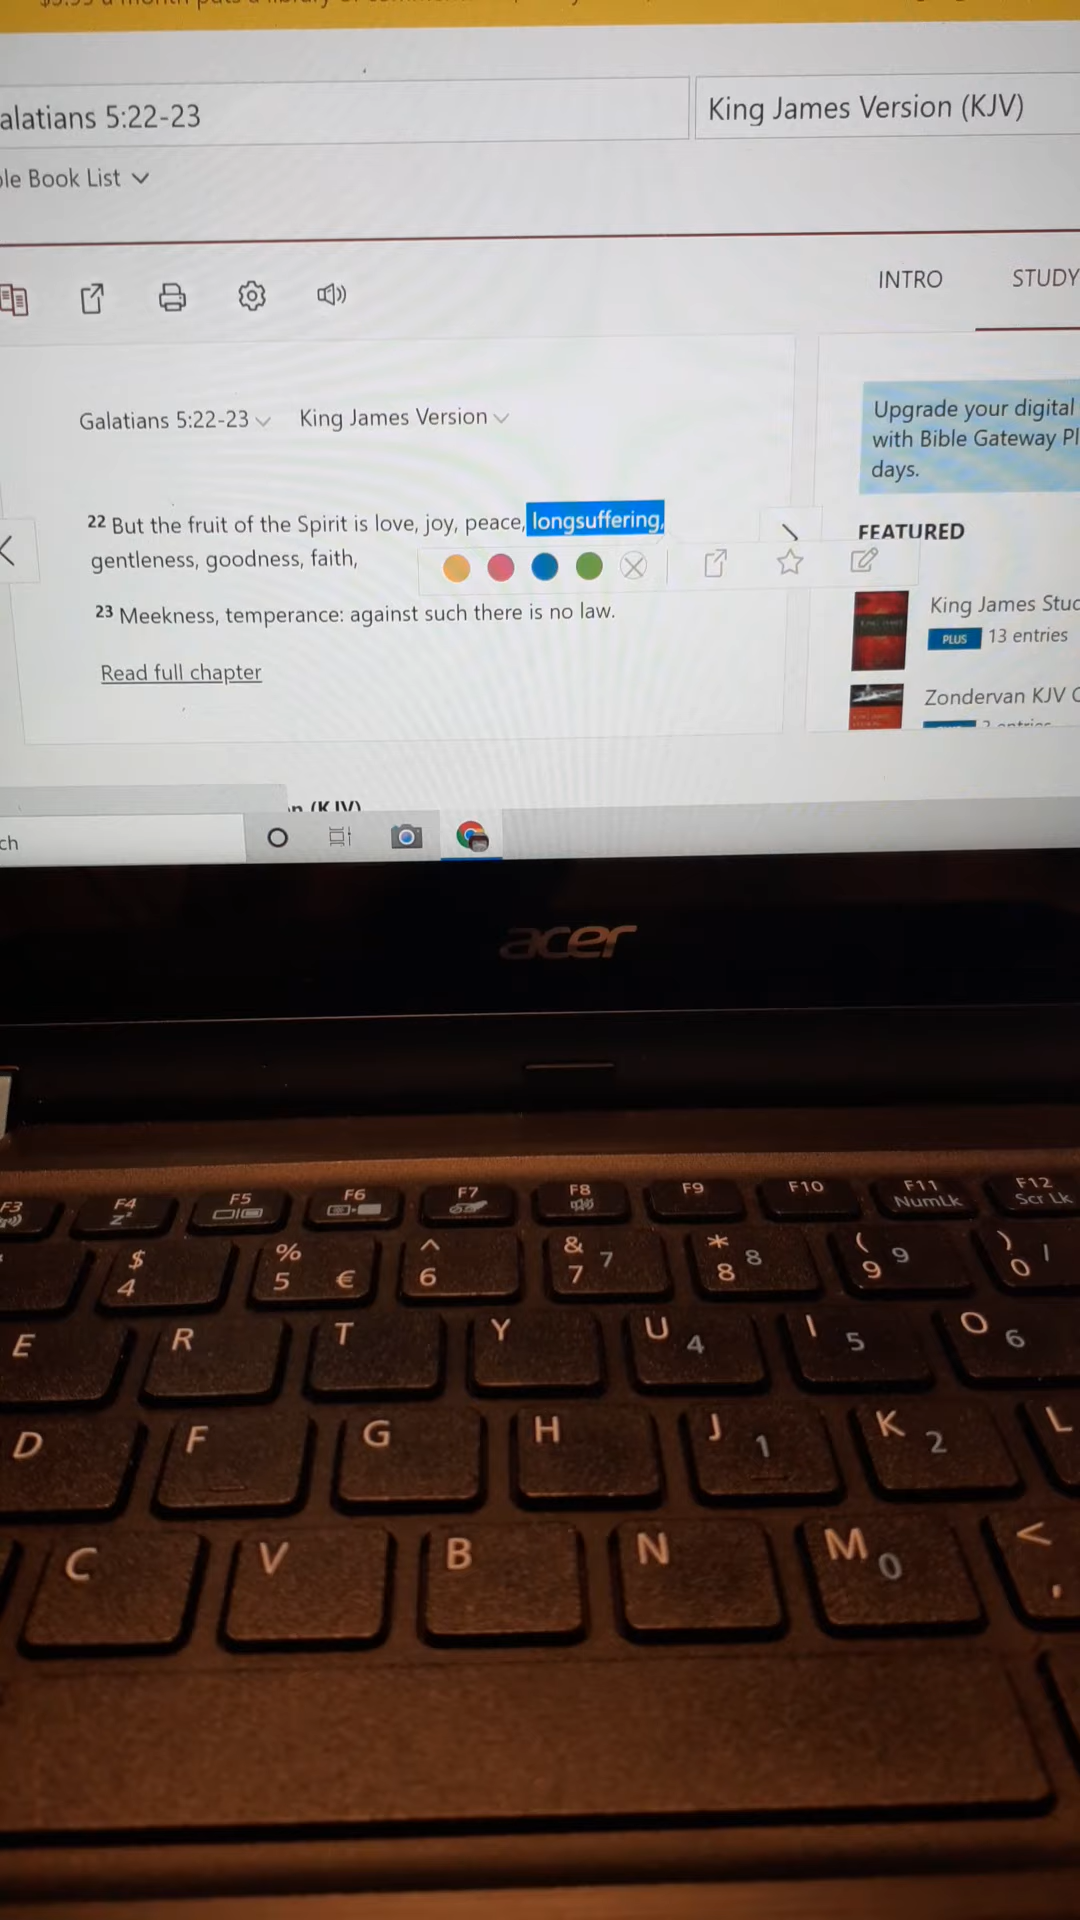 alatians 5:22-23
King James Version (KJV)
Book List
INTRO
STUDY
Galatians 5:22-23
King James Version
22 But the fruit of the Spirit is love, joy, peace, longsuffering,
gentleness, goodness, faith,
23 Meekness, temperance: against such there is no law.
Read full chapter
Upgrade your digital
with Bible Gateway Pl
days.
FEATURED
King James Stud
PLUS 13 entries
Zondervan KJV C
(KJV)
ch
acer
F3 F4 F5 F6 F7 F8 F9 F10 F11 F12
zᶻ NumLk Scr Lk
$ 4 % 5 € ^ 6 & 7 7 * 8 8 ( 9 9 ) 0 /
E R T Y U 4 I 5 O 6
D F G H J 1 K 2 L
C V B N M 0 < ,